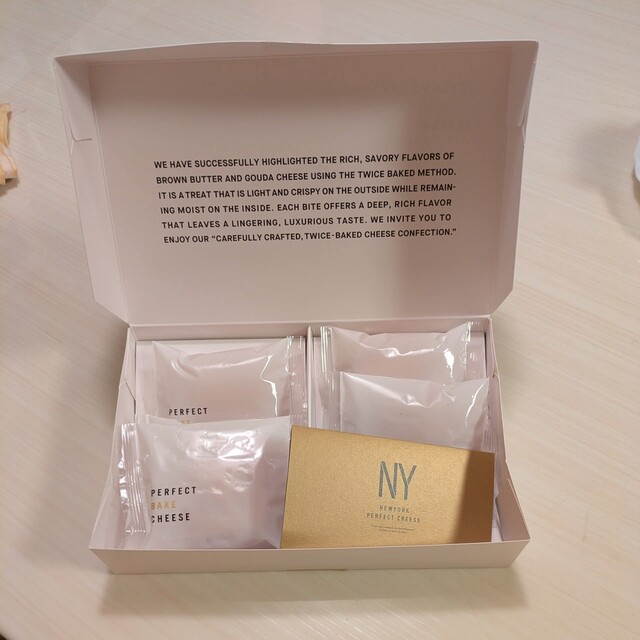 WE HAVE SUCCESSFULLY HIGHLIGHTED THE RICH, SAVORY FLAVORS OF
BROWN BUTTER AND GOUDA CHEESE USING THE TWICE BAKED METHOD.
IT IS A TREAT THAT IS LIGHT AND CRISPY ON THE OUTSIDE WHILE REMAIN-
ING MOIST ON THE INSIDE. EACH BITE OFFERS A DEEP, RICH FLAVOR
THAT LEAVES A LINGERING, LUXURIOUS TASTE. WE INVITE YOU TO
ENJOY OUR “CAREFULLY CRAFTED, TWICE-BAKED CHEESE CONFECTION.”
PERFECT
PERFECT
BAKE
CHEESE
NY
NEWYORK
PERFECT CHEESE